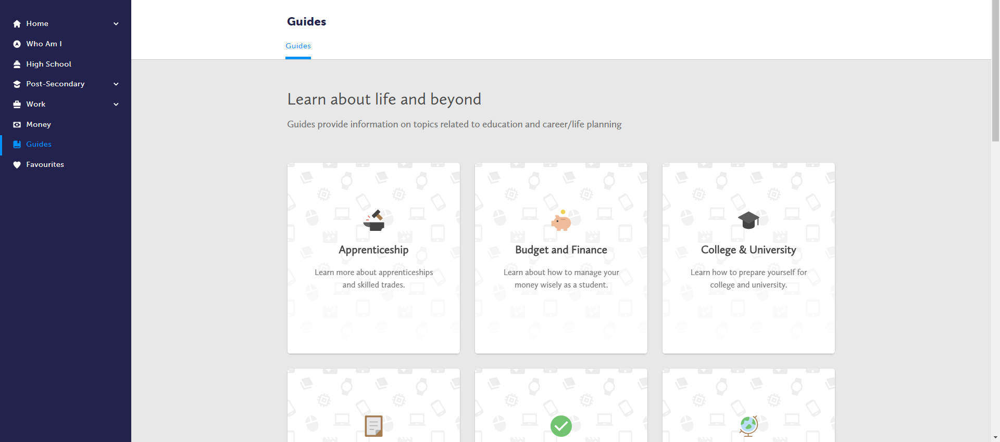 Home
Who Am I
High School
Post-Secondary
Work
Money
Guides
Favourites
Guides
Guides
Learn about life and beyond
Guides provide information on topics related to education and career/life planning
Apprenticeship
Learn more about apprenticeships
and skilled trades.
Budget and Finance
Learn about how to manage your
money wisely as a student.
College & University
Learn how to prepare yourself for
college and university.